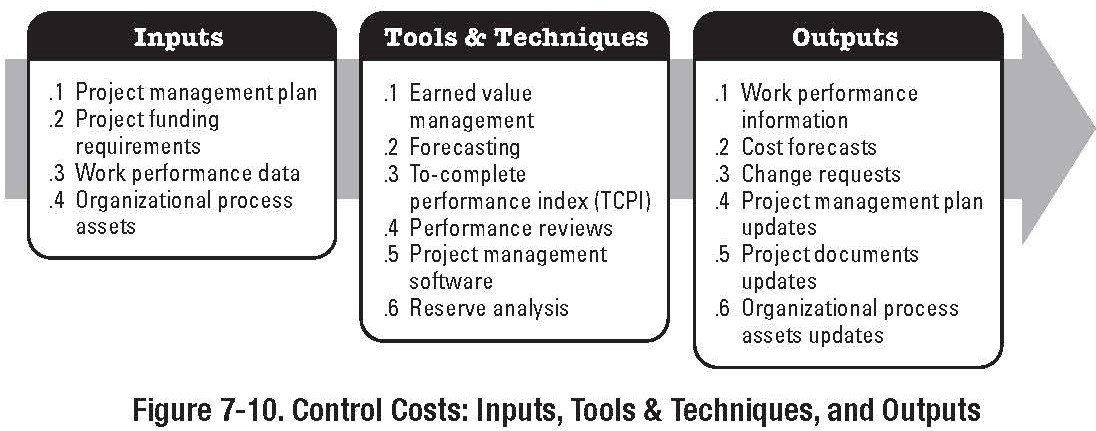 Inputs
.1 Project management plan
.2 Project funding
requirements
.3 Work performance data
.4 Organizational process
assets
Tools & Techniques
.1 Earned value
management
.2 Forecasting
.3 To-complete
performance index (TCPI)
.4 Performance reviews
.5 Project management
software
.6 Reserve analysis
Outputs
.1 Work performance
information
.2 Cost forecasts
.3 Change requests
.4 Project management plan
updates
.5 Project documents
updates
.6 Organizational process
assets updates
Figure 7-10. Control Costs: Inputs, Tools & Techniques, and Outputs